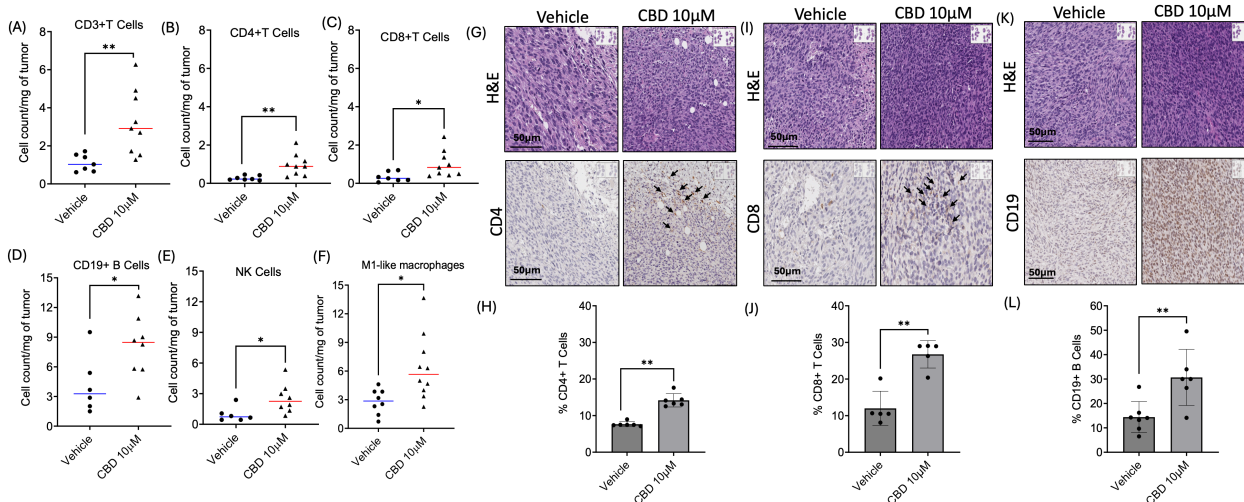 (A)
CD3+T Cells
**
Cell count/mg of tumor
8
6
4
2
0
Vehicle
CBD 10μM
(B)
CD4+T Cells
**
Cell count/mg of tumor
8
6
4
2
0
Vehicle
CBD 10μM
(C)
CD8+T Cells
*
Cell count/mg of tumor
8
6
4
2
0
Vehicle
CBD 10μM
(D)
CD19+ B Cells
*
Cell count/mg of tumor
15
12
9
6
3
0
Vehicle
CBD 10μM
(E)
NK Cells
*
Cell count/mg of tumor
15
12
9
6
3
0
Vehicle
CBD 10μM
(F)
M1-like macrophages
*
Cell count/mg of tumor
15
12
9
6
3
0
Vehicle
CBD 10μM
(G)
Vehicle
CBD 10μM
H&E
50μm
CD4
50μm
(H)
**
% CD4+ T Cells
40
30
20
10
0
Vehicle
CBD 10μM
(I)
Vehicle
CBD 10μM
H&E
50μm
CD8
50μm
(J)
**
% CD8+ T Cells
40
30
20
10
0
Vehicle
CBD 10μM
(K)
Vehicle
CBD 10μM
H&E
50μm
CD19
50μm
(L)
**
% CD19+ B Cells
60
50
40
30
20
10
0
Vehicle
CBD 10μM